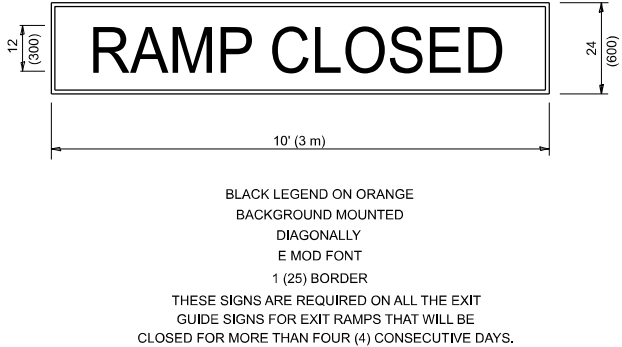 RAMP CLOSED
12
(300)
24
(600)
10' (3 m)
BLACK LEGEND ON ORANGE
BACKGROUND MOUNTED
DIAGONALLY
E MOD FONT
1 (25) BORDER
THESE SIGNS ARE REQUIRED ON ALL THE EXIT
GUIDE SIGNS FOR EXIT RAMPS THAT WILL BE
CLOSED FOR MORE THAN FOUR (4) CONSECUTIVE DAYS.